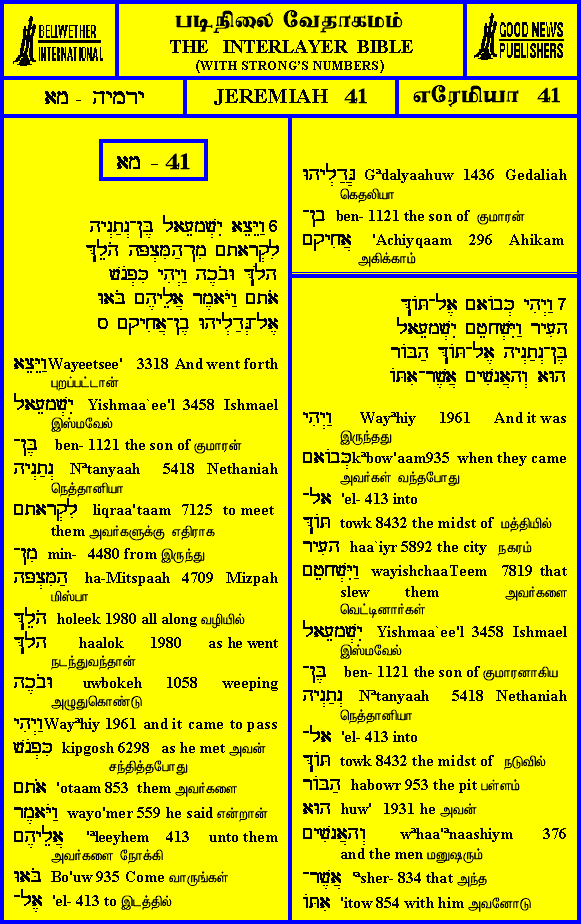 BELLWETHER
INTERNATIONAL
படிநிலை வேதாகமம்
THE INTERLAYER BIBLE
(WITH STRONG'S NUMBERS)
GOOD NEWS
PUBLISHERS
ירמיה - מא
JEREMIAH 41
எரேமியா 41
מא - 41
6 וַיֵּצֵא יִשְׁמָעֵאל בֶּן־נְתַנְיָה
לִקְרָאתָם מִן־הַמִּצְפָּה הֹלֵךְ
הָלֹךְ וּבֹכֶה וַיְהִי כִּפְגֹשׁ
אֹתָם וַיֹּאמֶר אֲלֵיהֶם בֹּאוּ
אֶל־גְּדַלְיָהוּ בֶן־אֲחִיקָם ס
וַיֵּצֵא Wayeetsee' 3318 And went forth
புறப்பட்டான்
יִשְׁמָעֵאל Yishmaa`ee'l 3458 Ishmael
இஸ்மவேல்
בֶּן־ ben- 1121 the son of குமாரன்
נְתַנְיָה Nªtanyaah 5418 Nethaniah
நெத்தானியா
לִקְרָאתָם liqraa'taam 7125 to meet
them அவர்களுக்கு எதிராக
מִן־ min- 4480 from இருந்து
הַמִּצְפָּה ha-Mitspaah 4709 Mizpah
மிஸ்பா
הֹלֵךְ holeek 1980 all along வழியில்
הָלֹךְ haalok 1980 as he went
நடந்துவந்தான்
וּבֹכֶה uwbokeh 1058 weeping
அழுதுகொண்டு
וַיְהִי Wayªhiy 1961 and it came to pass
כִּפְגֹשׁ kipgosh 6298 as he met அவன்
சந்தித்தபோது
אֹתָם 'otaam 853 them அவர்களை
וַיֹּאמֶר wayo'mer 559 he said என்றான்
אֲלֵיהֶם 'ªleeyhem 413 unto them
அவர்களை நோக்கி
בֹּאוּ Bo'uw 935 Come வாருங்கள்
אֶל־ 'el- 413 to இடத்தில்
גְּדַלְיָהוּ Gªdalyaahuw 1436 Gedaliah
கெதலியா
בֶן־ ben- 1121 the son of குமாரன்
אֲחִיקָם 'Achiyqaam 296 Ahikam
அகிக்காம்
7 וַיְהִי כְּבוֹאָם אֶל־תּוֹךְ
הָעִיר וַיִּשְׁחָטֵם יִשְׁמָעֵאל
בֶּן־נְתַנְיָה אֶל־תּוֹךְ הַבּוֹר
הוּא וְהָאֲנָשִׁים אֲשֶׁר־אִתּוֹ
וַיְהִי Wayªhiy 1961 And it was
இருந்தது
כְּבוֹאָם kªbow'aam935 when they came
அவர்கள் வந்தபோது
אֶל־ 'el- 413 into
תּוֹךְ towk 8432 the midst of மத்தியில்
הָעִיר haa`iyr 5892 the city நகரம்
וַיִּשְׁחָטֵם wayishchaaTeem 7819 that
slew them அவர்களை
வெட்டினார்கள்
יִשְׁמָעֵאל Yishmaa`ee'l 3458 Ishmael
இஸ்மவேல்
בֶּן־ ben- 1121 the son of குமாரனாகிய
נְתַנְיָה Nªtanyaah 5418 Nethaniah
நெத்தானியா
אֶל־ 'el- 413 into
תּוֹךְ towk 8432 the midst of நடுவில்
הַבּוֹר habowr 953 the pit பள்ளம்
הוּא huw' 1931 he அவன்
וְהָאֲנָשִׁים wªhaa'ªnaashiym 376
and the men மனுஷரும்
אֲשֶׁר־ 'ªsher- 834 that அந்த
אִתּוֹ 'itow 854 with him அவனோடு